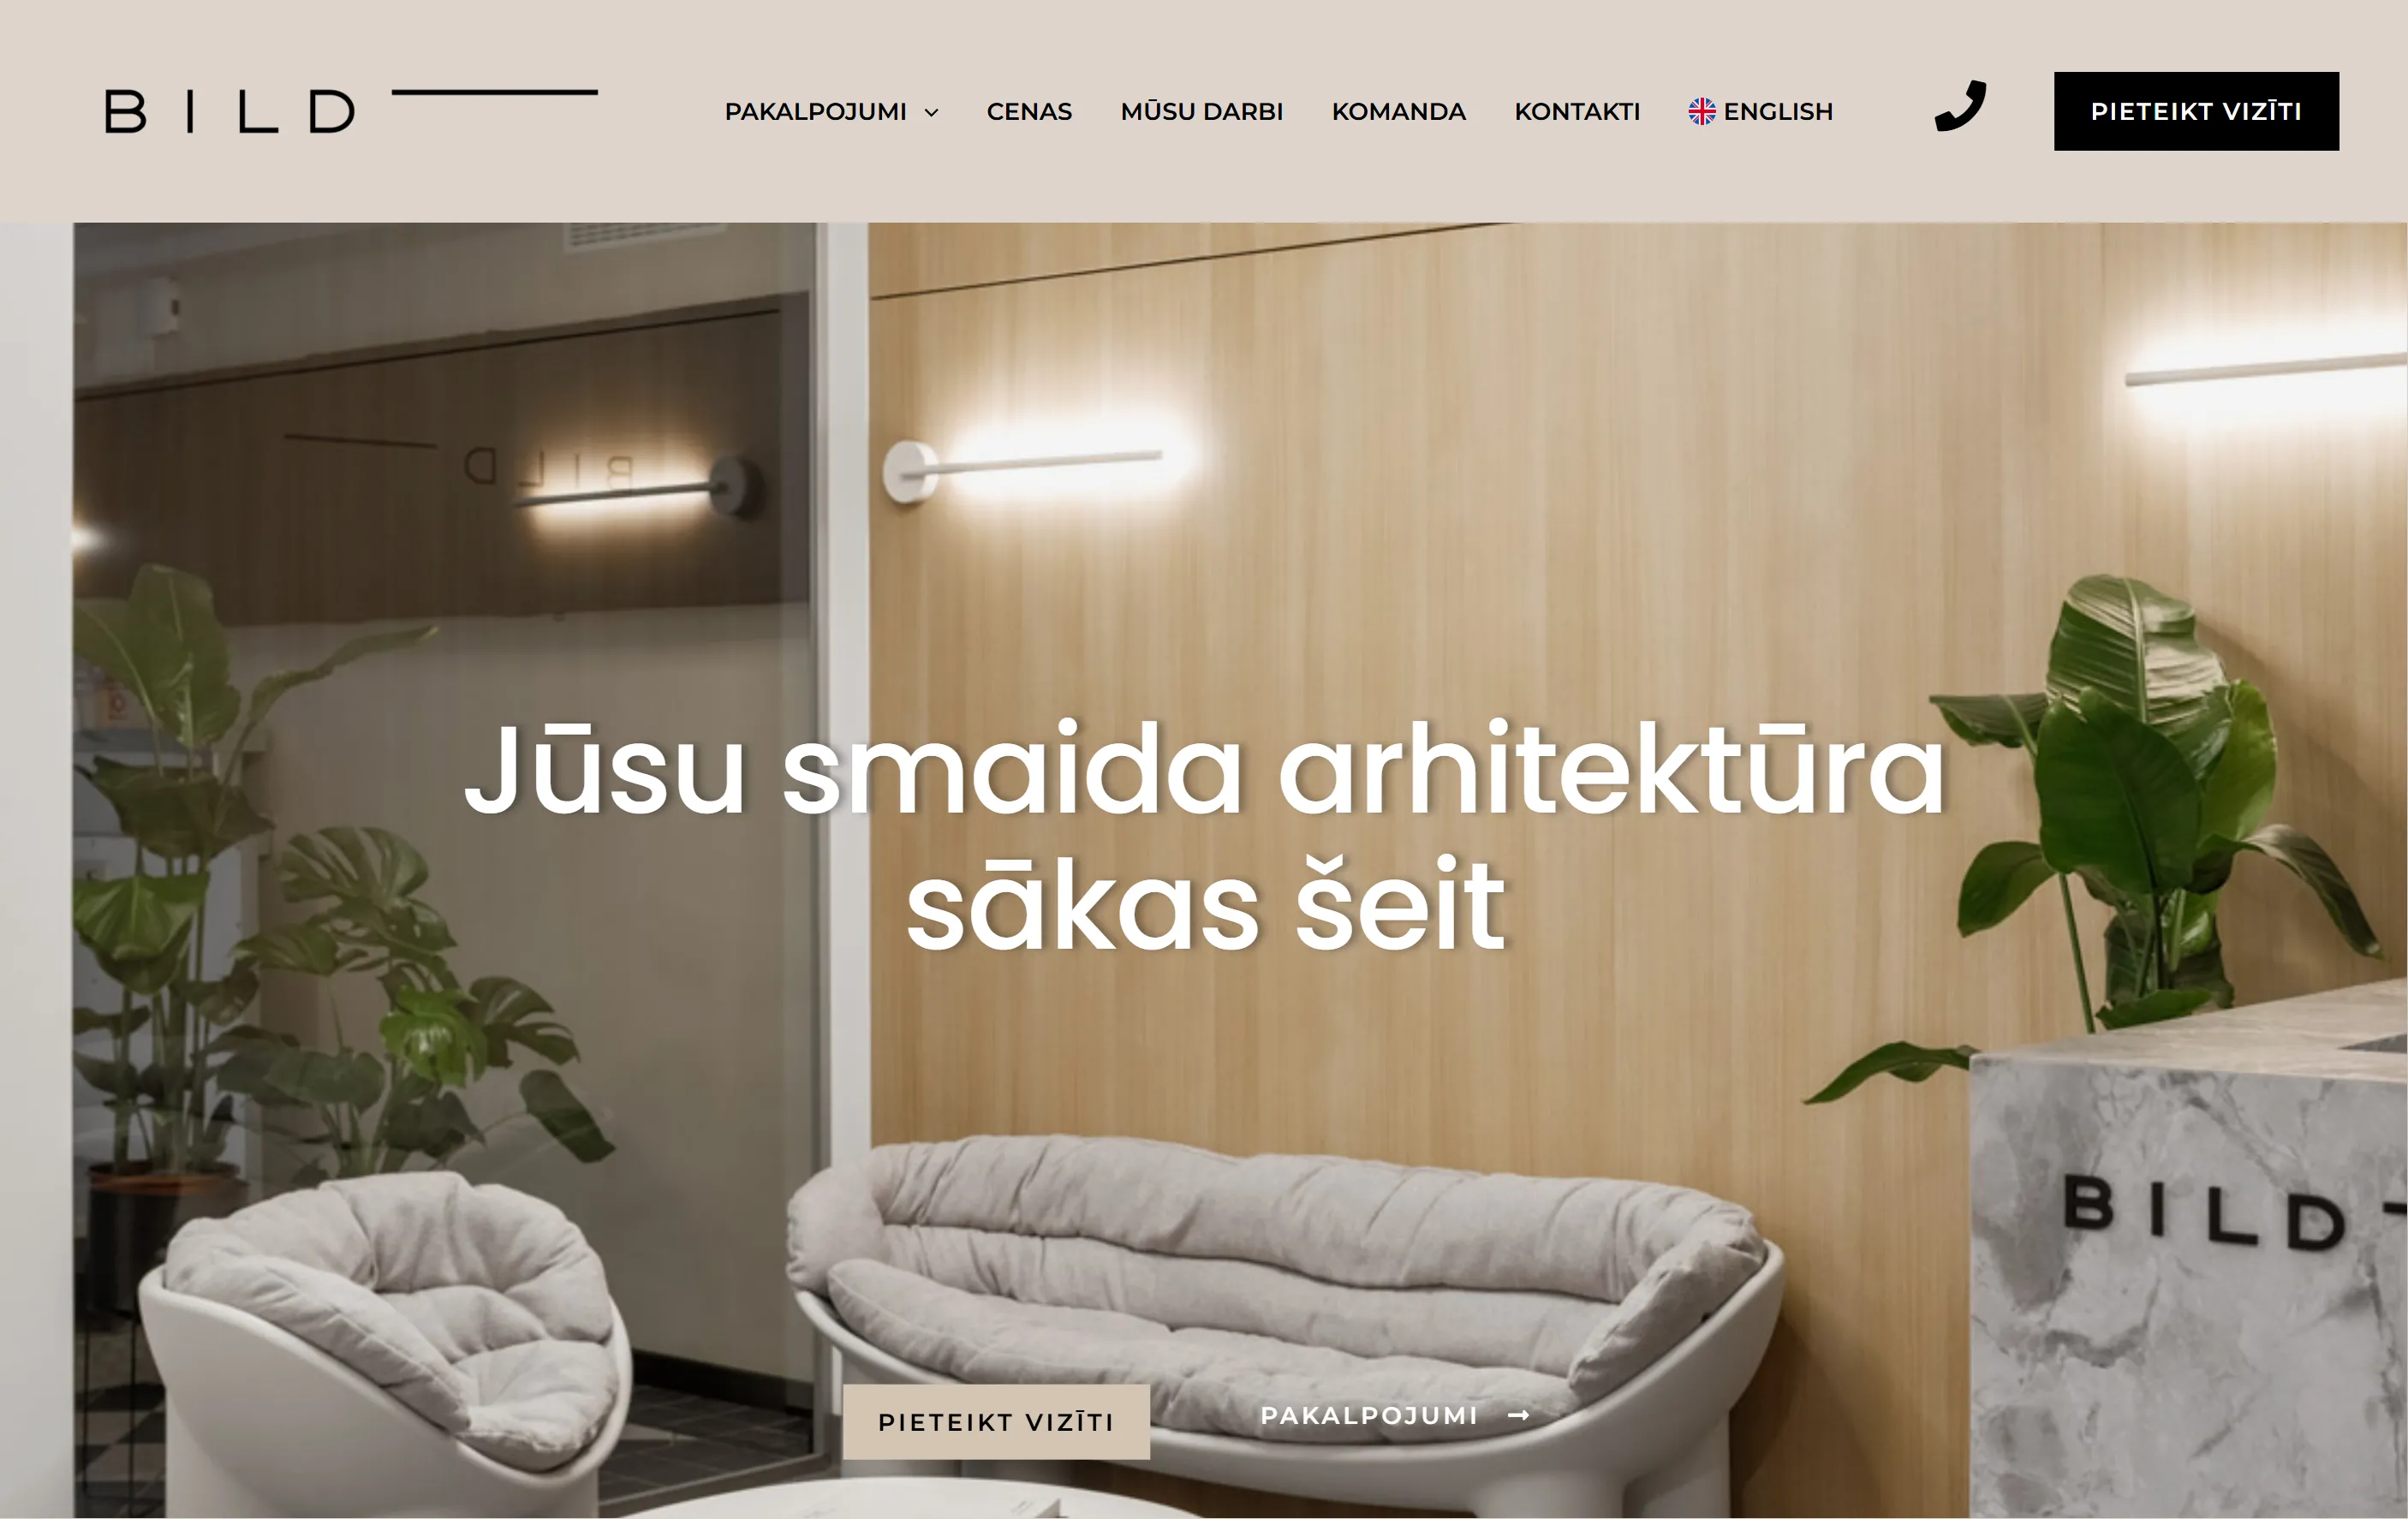 BILD
PAKALPOJUMI
CENAS
MŪSU DARBI
KOMANDA
KONTAKTI
ENGLISH
PIETEIKT VIZĪTI
BILD
Jūsu smaida arhitektūra
sākas šeit
BILD
PIETEIKT VIZĪTI
PAKALPOJUMI →